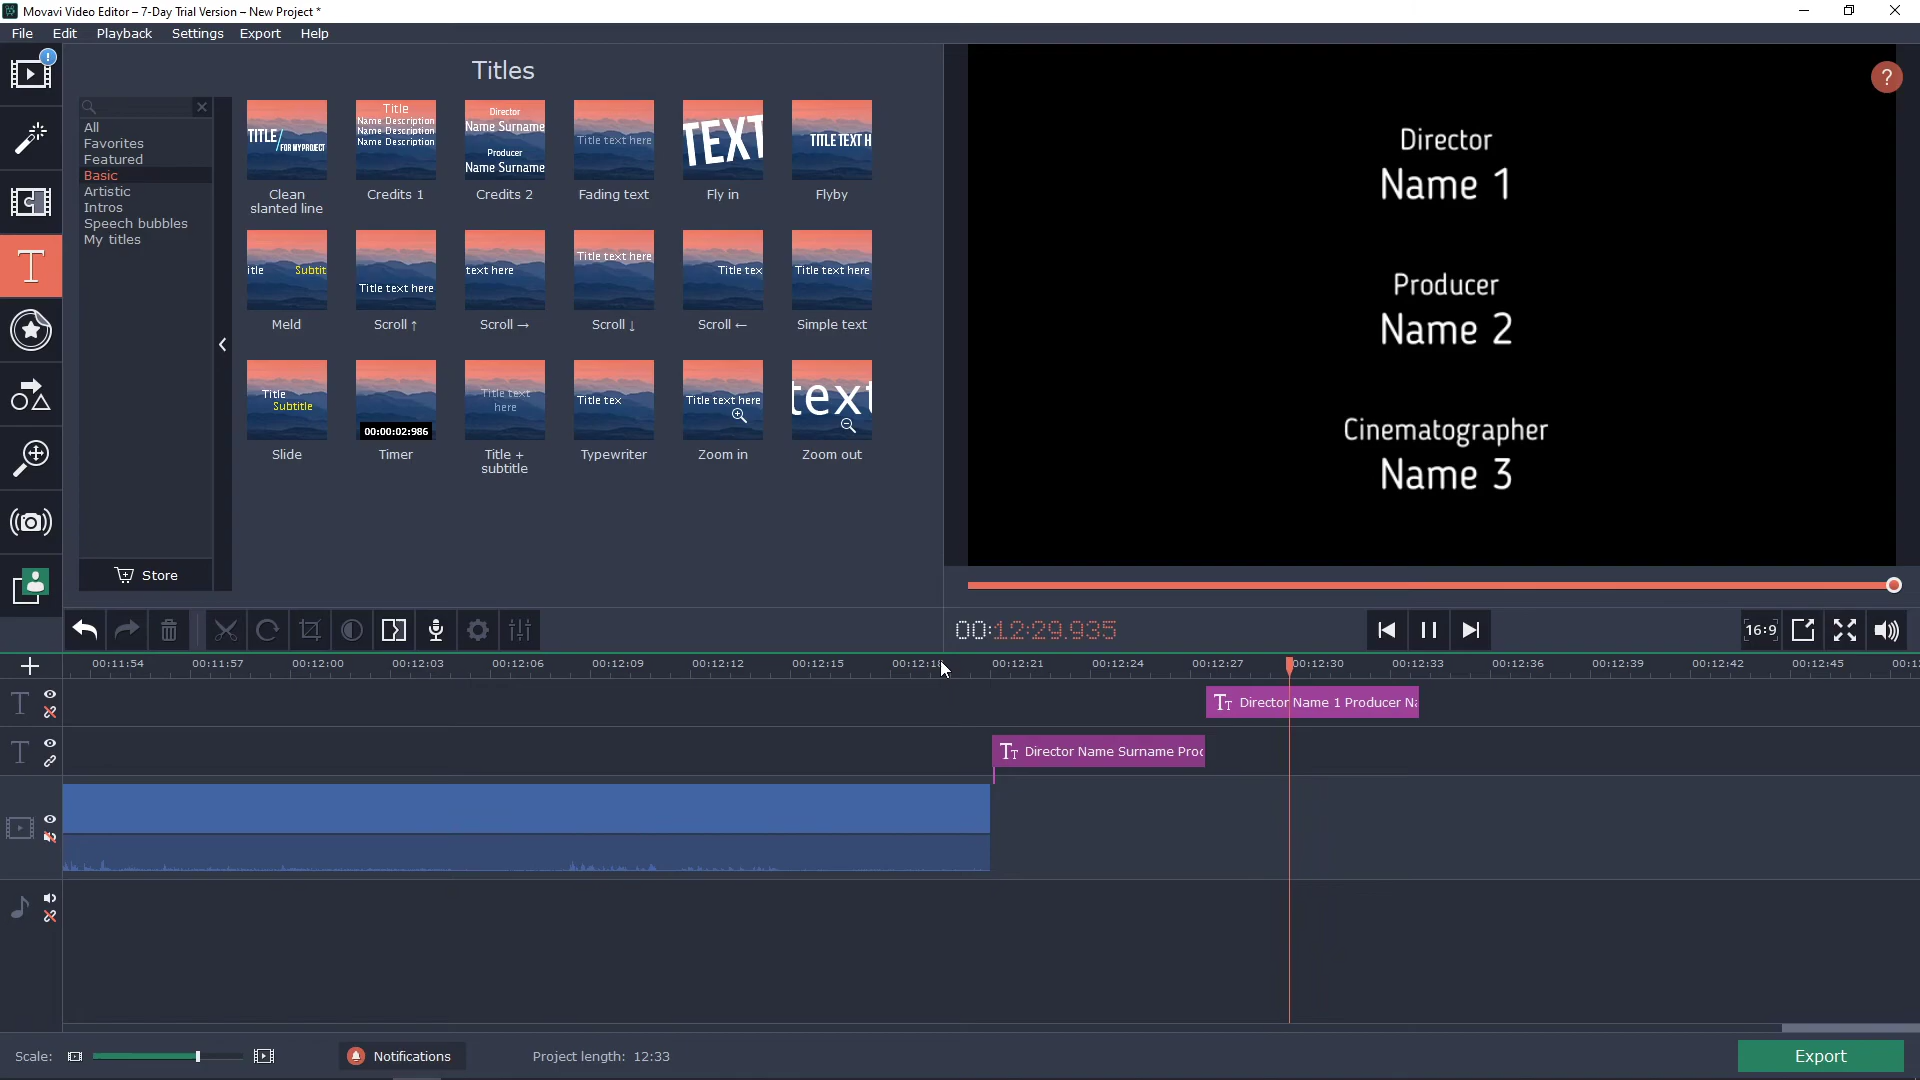 Movavi Video Editor – 7-Day Trial Version – New Project *
File Edit Playback Settings Export Help
Titles
All
Favorites
Featured
Basic
Artistic
Intros
Speech bubbles
My titles
Store
TITLE/
FOR MY PROJECT
Clean
slanted line
Title
Name Description
Name Description
Name Description
Credits 1
Director
Name Surname
Producer
Name Surname
Credits 2
Title text here
Fading text
TEXT
Fly in
TITLE TEXT H
Flyby
itle Subtit
Meld
Title text here
Scroll ↑
text here
Scroll →
Title text here
Scroll ↓
Title tex
Scroll ←
Title text here
Simple text
Title
Subtitle
Slide
00:00:02:986
Timer
Title text
here
Title +
subtitle
Title tex
Typewriter
Title text here
Zoom in
text
Zoom out
Director
Name 1
Producer
Name 2
Cinematographer
Name 3
?
00:12:29.935
16:9
00:11:54 00:11:57 00:12:00 00:12:03 00:12:06 00:12:09 00:12:12 00:12:15 00:12:18 00:12:21 00:12:24 00:12:27 00:12:30 00:12:33 00:12:36 00:12:39 00:12:42 00:12:45 00:12
Director Name 1 Producer Na
Director Name Surname Proc
Scale:
Notifications
Project length: 12:33
Export